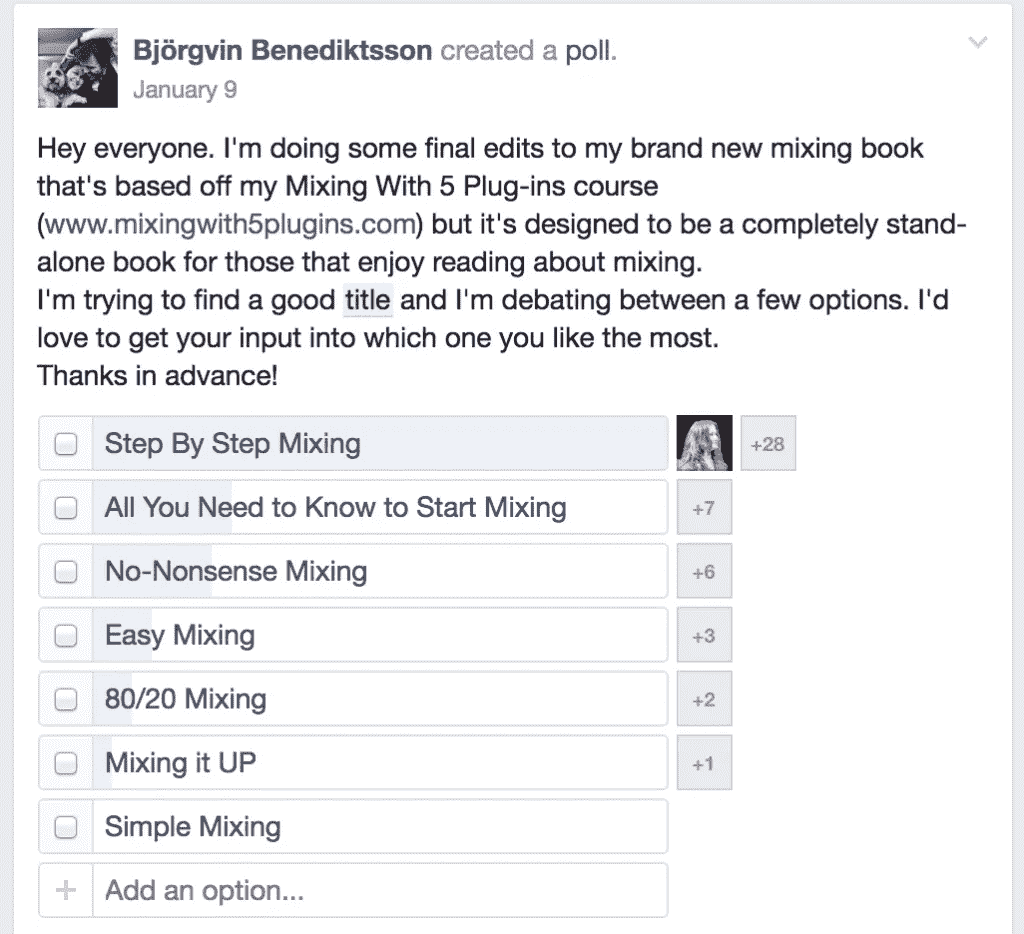 Björgvin Benediktsson created a poll.
January 9
Hey everyone. I'm doing some final edits to my brand new mixing book
that's based off my Mixing With 5 Plug-ins course
(www.mixingwith5plugins.com) but it's designed to be a completely stand-
alone book for those that enjoy reading about mixing.
I'm trying to find a good title and I'm debating between a few options. I'd
love to get your input into which one you like the most.
Thanks in advance!
Step By Step Mixing +28
All You Need to Know to Start Mixing +7
No-Nonsense Mixing +6
Easy Mixing +3
80/20 Mixing +2
Mixing it UP +1
Simple Mixing
+ Add an option...